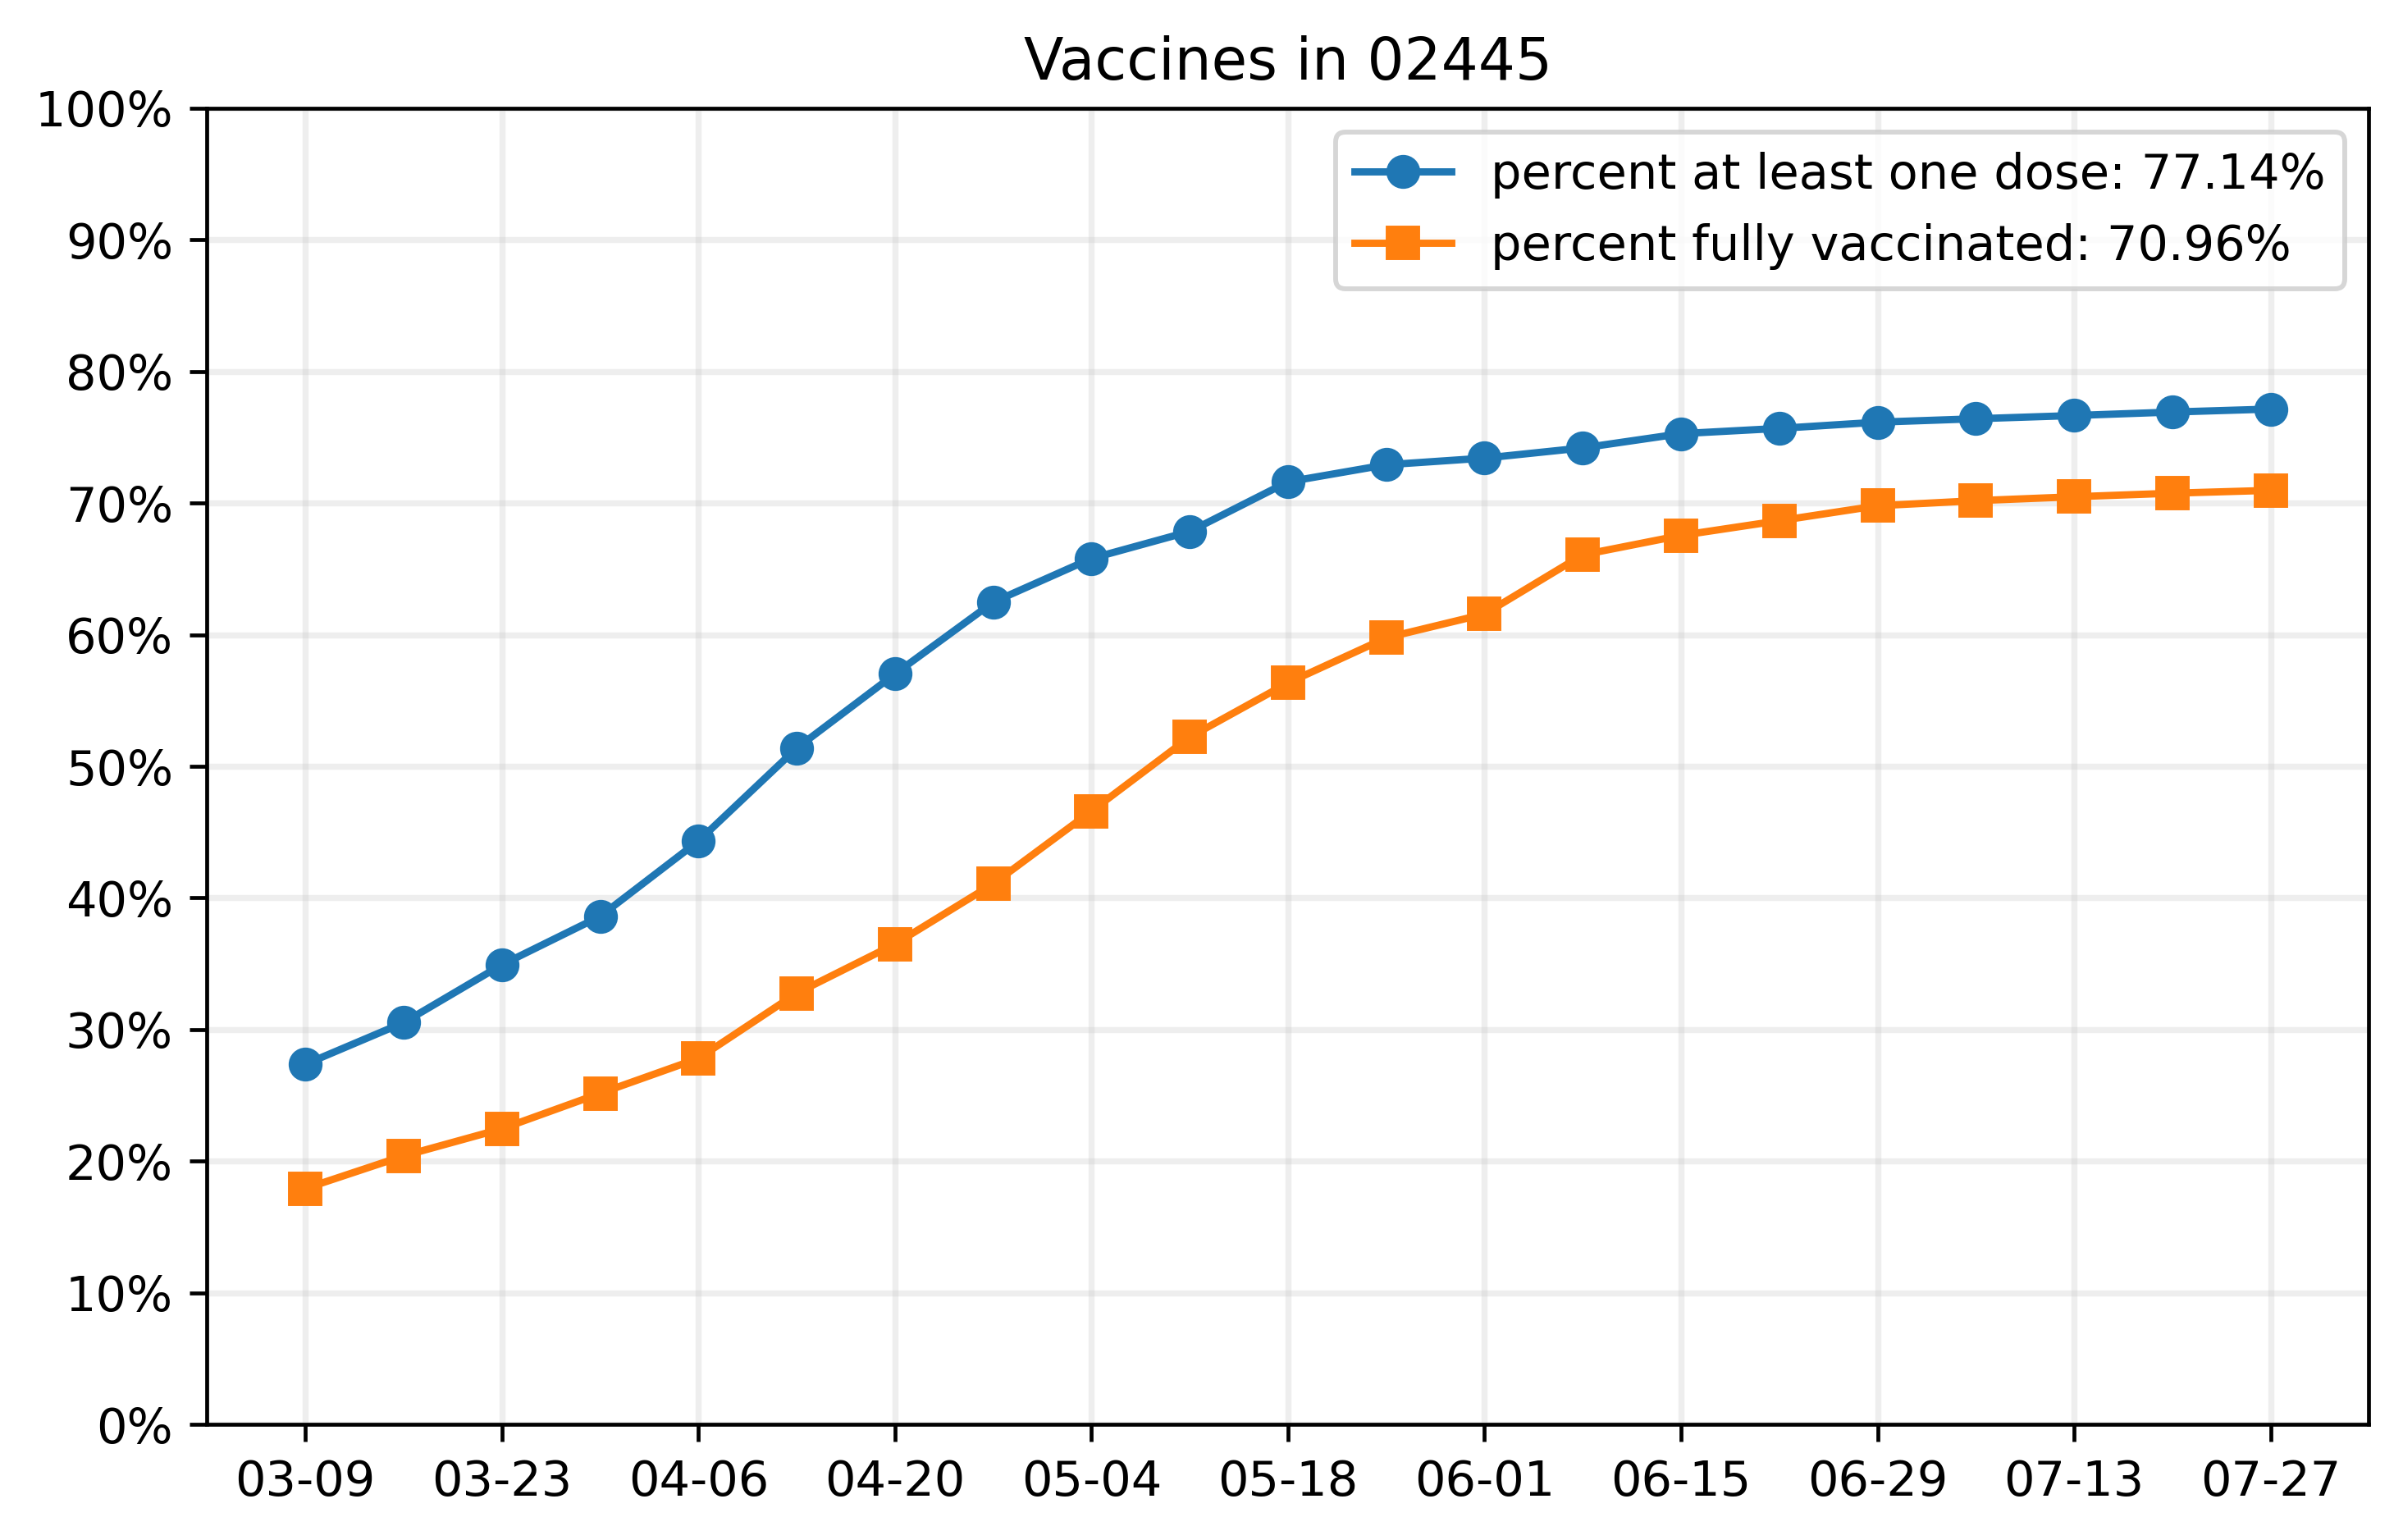 Vaccines in 02445
100%
90%
80%
70%
60%
50%
40%
30%
20%
10%
0%
percent at least one dose: 77.14%
percent fully vaccinated: 70.96%
03-09 03-23 04-06 04-20 05-04 05-18 06-01 06-15 06-29 07-13 07-27